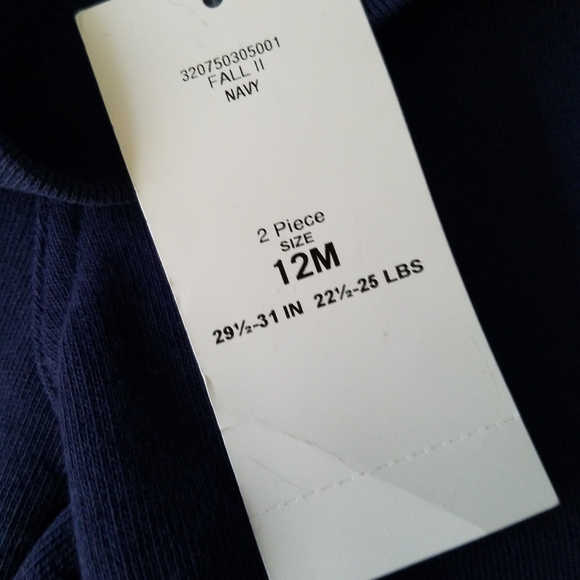 320750305001
FALL II
NAVY
2 Piece
SIZE
12M
29½-31 IN 22½-25 LBS